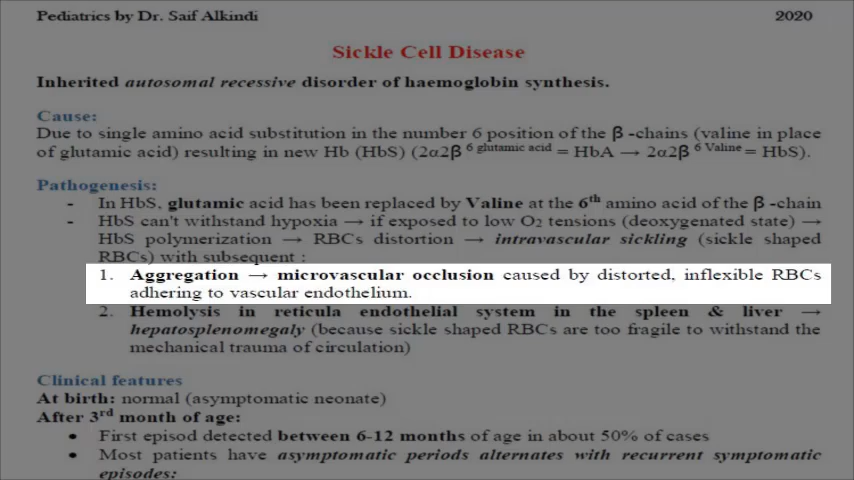 Pediatrics by Dr. Saif Alkindi 2020
Sickle Cell Disease
Inherited autosomal recessive disorder of haemoglobin synthesis.
Cause:
Due to single amino acid substitution in the number 6 position of the β -chains (valine in place
of glutamic acid) resulting in new Hb (HbS) (2α2β ⁶ ᵍˡᵘᵗᵃᵐⁱᶜ ᵃᶜⁱᵈ = HbA → 2α2β ⁶ ⱽᵃˡⁱⁿᵉ = HbS).
Pathogenesis:
- In HbS, glutamic acid has been replaced by Valine at the 6th amino acid of the β -chain
- HbS can't withstand hypoxia → if exposed to low O2 tensions (deoxygenated state) →
HbS polymerization → RBCs distortion → intravascular sickling (sickle shaped
RBCs) with subsequent :
1. Aggregation → microvascular occlusion caused by distorted, inflexible RBCs
adhering to vascular endothelium.
2. Hemolysis in reticula endothelial system in the spleen & liver →
hepatosplenomegaly (because sickle shaped RBCs are too fragile to withstand the
mechanical trauma of circulation)
Clinical features
At birth: normal (asymptomatic neonate)
After 3rd month of age:
• First episod detected between 6-12 months of age in about 50% of cases
• Most patients have asymptomatic periods alternates with recurrent symptomatic
episodes: